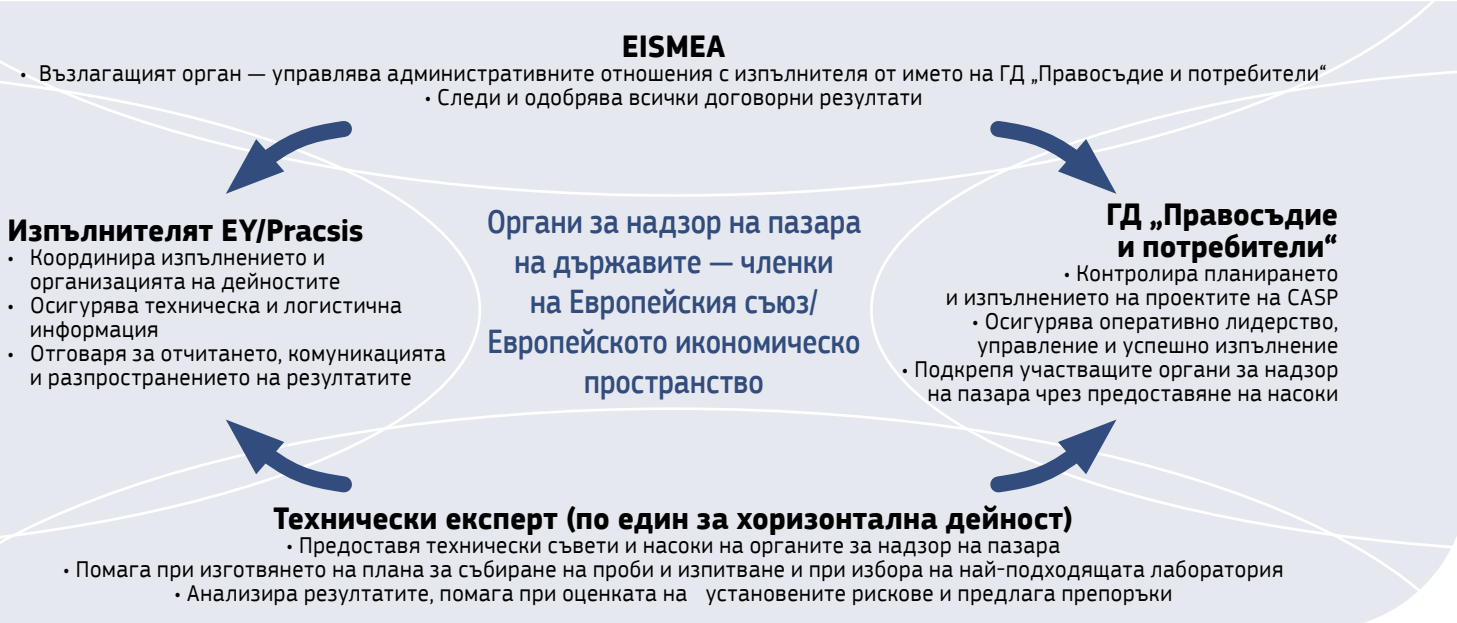 EISMEA
• Възлагащият орган — управлява административните отношения с изпълнителя от името на ГД „Правосъдие и потребители“
• Следи и одобрява всички договорни резултати
Изпълнителят EY/Pracsis
• Координира изпълнението и
организацията на дейностите
• Осигурява техническа и логистична
информация
• Отговаря за отчитането, комуникацията
и разпространението на резултатите
Органи за надзор на пазара
на държавите — членки
на Европейския съюз/
Европейското икономическо
пространство
ГД „Правосъдие
и потребители“
• Контролира планирането
и изпълнението на проектите на CASP
• Осигурява оперативно лидерство,
управление и успешно изпълнение
• Подкрепя участващите органи за надзор
на пазара чрез предоставяне на насоки
Технически експерт (по един за хоризонтална дейност)
• Предоставя технически съвети и насоки на органите за надзор на пазара
• Помага при изготвянето на плана за събиране на проби и изпитване и при избора на най-подходящата лаборатория
• Анализира резултатите, помага при оценката на установените рискове и предлага препоръки